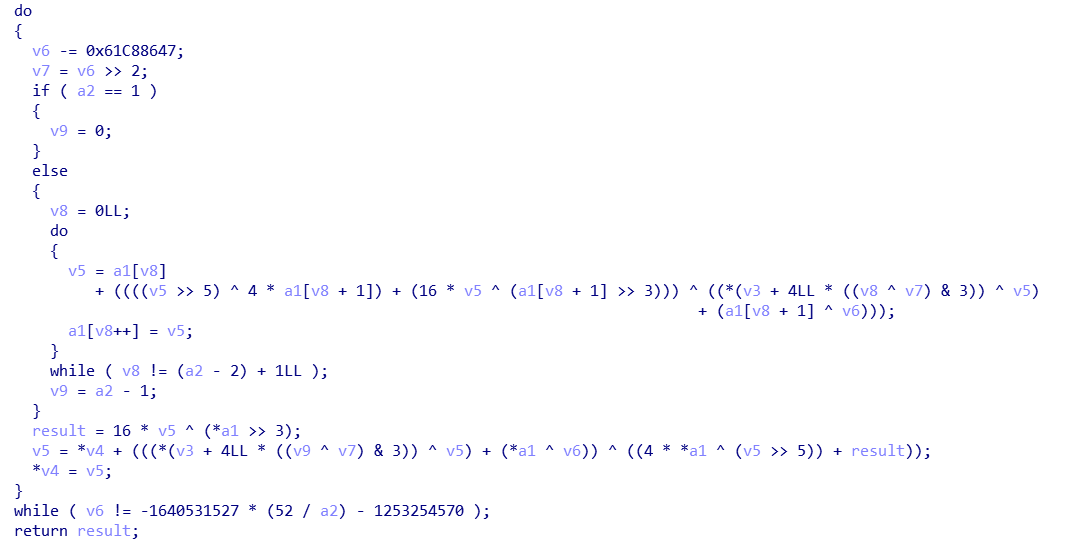 do
{
v6 -= 0x61C88647;
v7 = v6 >> 2;
if ( a2 == 1 )
{
v9 = 0;
}
else
{
v8 = 0LL;
do
{
v5 = a1[v8]
+ ((((v5 >> 5) ^ 4 * a1[v8 + 1]) + (16 * v5 ^ (a1[v8 + 1] >> 3))) ^ ((*(v3 + 4LL * ((v8 ^ v7) & 3)) ^ v5)
+ (a1[v8 + 1] ^ v6)));
a1[v8++] = v5;
}
while ( v8 != (a2 - 2) + 1LL );
v9 = a2 - 1;
}
result = 16 * v5 ^ (*a1 >> 3);
v5 = *v4 + (((*(v3 + 4LL * ((v9 ^ v7) & 3)) ^ v5) + (*a1 ^ v6)) ^ ((4 * *a1 ^ (v5 >> 5)) + result));
*v4 = v5;
}
while ( v6 != -1640531527 * (52 / a2) - 1253254570 );
return result;